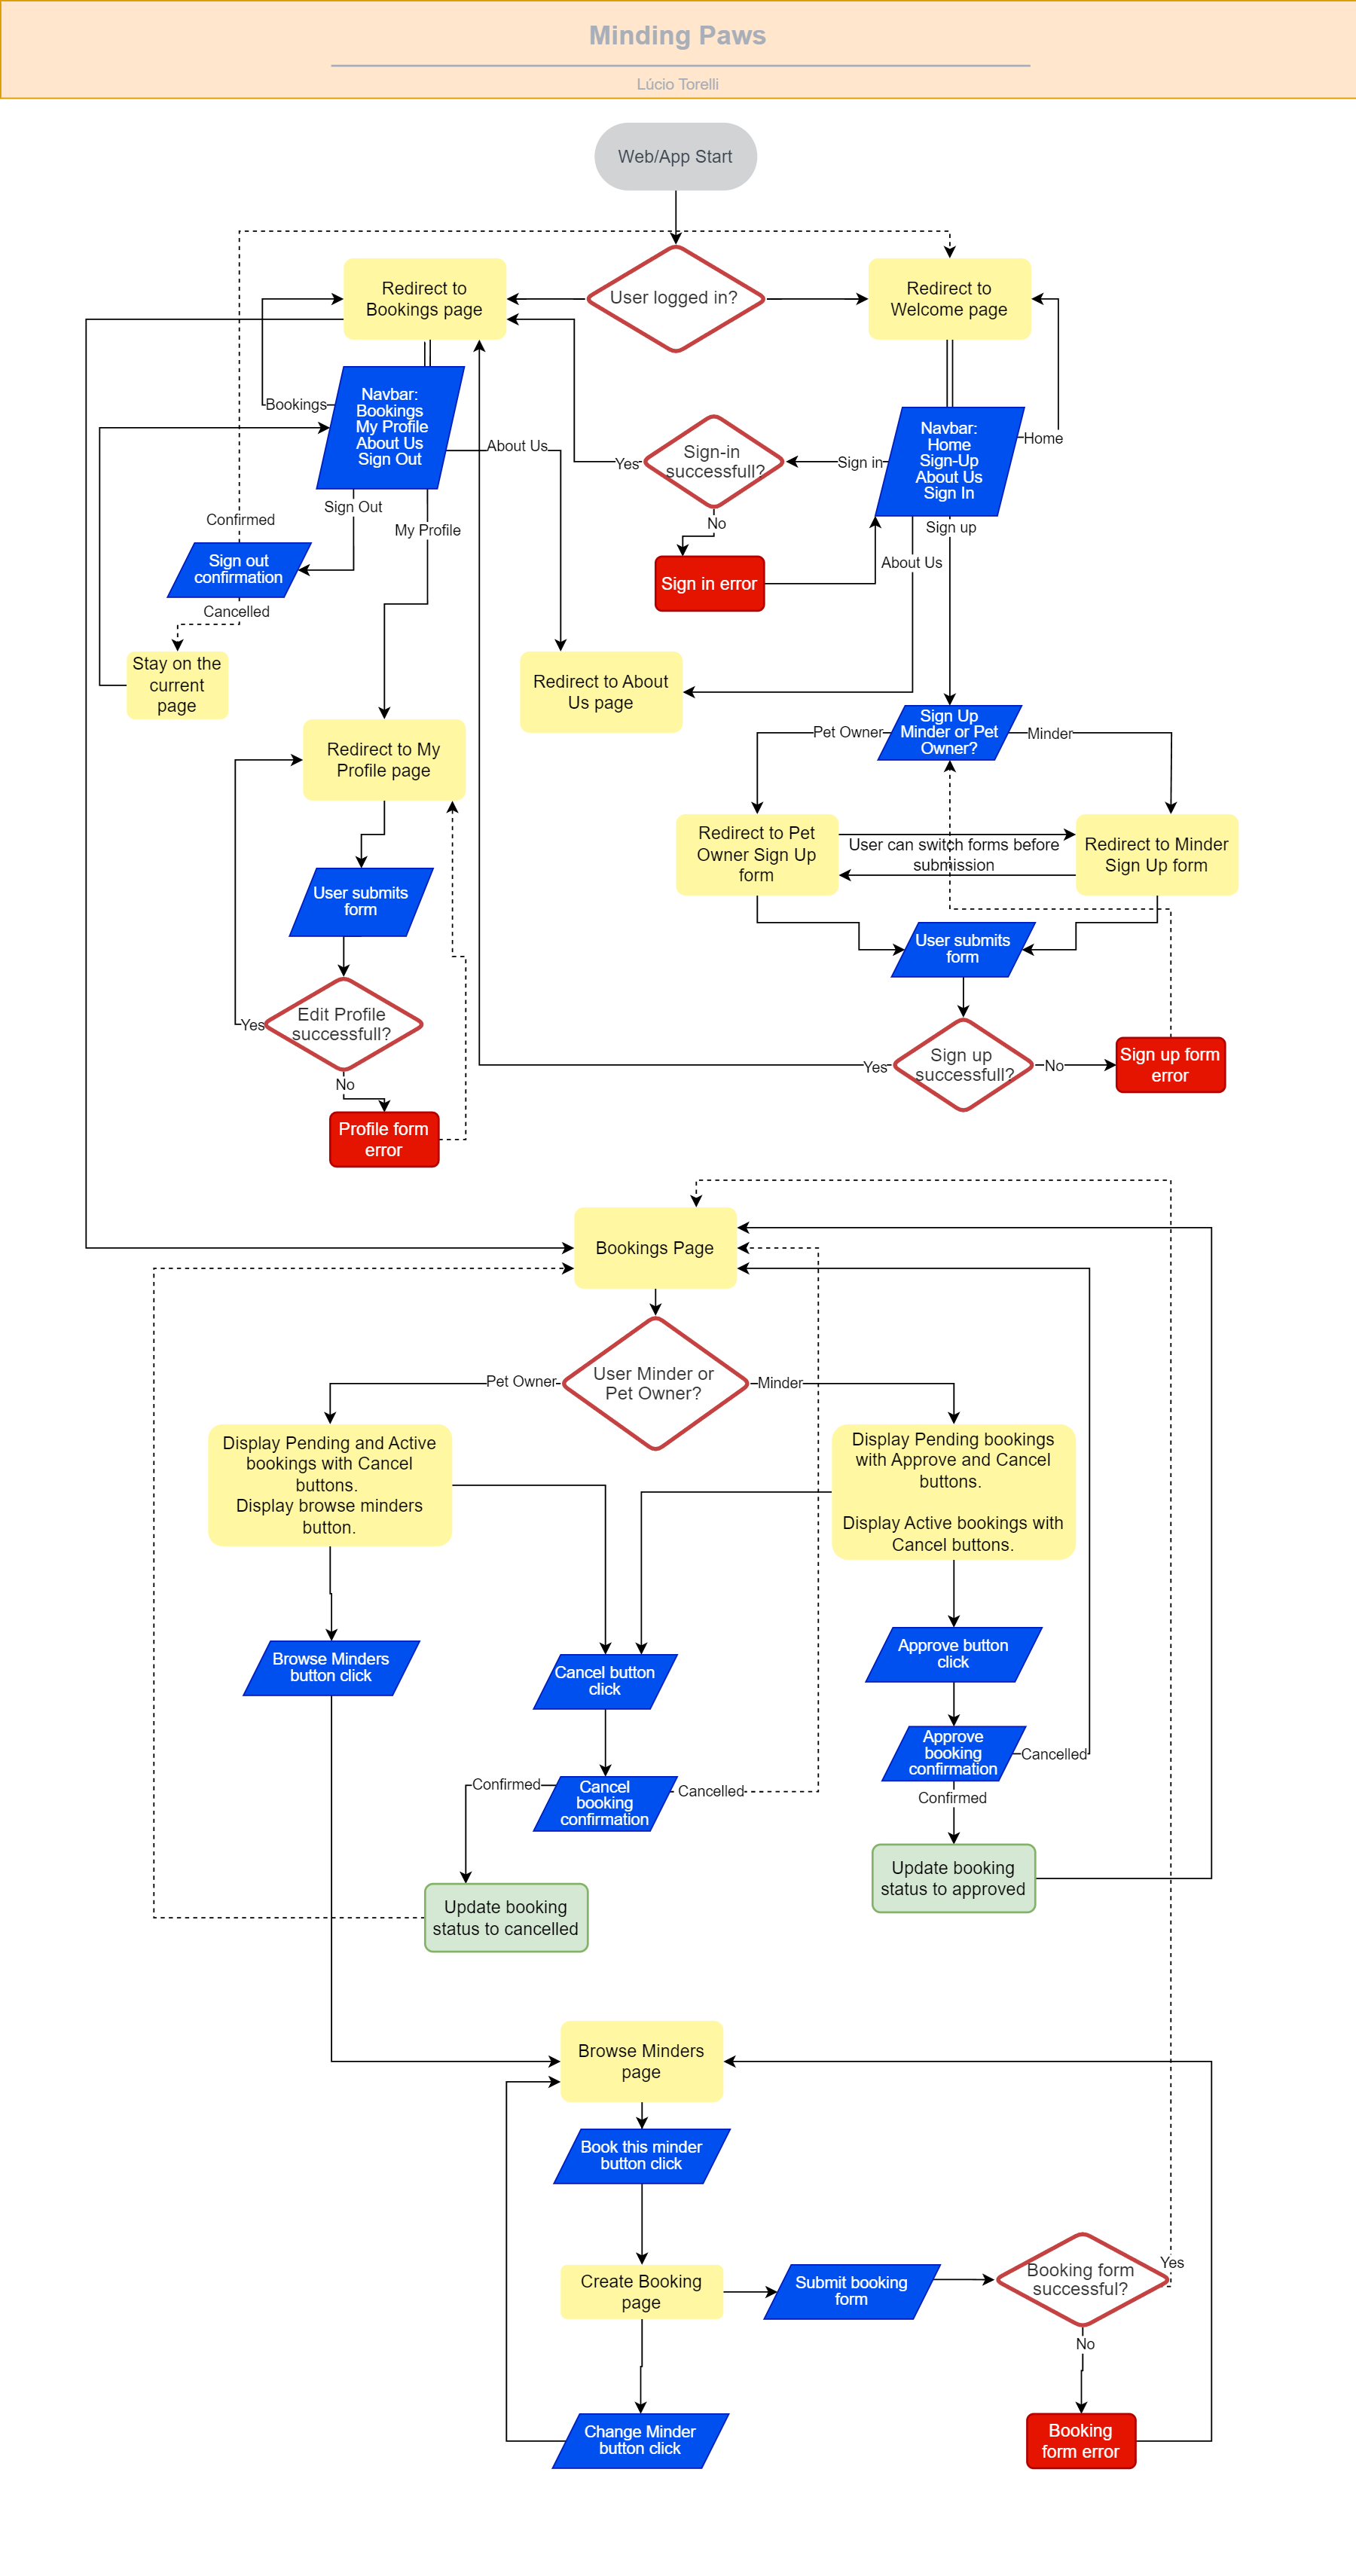 Minding Paws
Lúcio Torelli
Web/App Start
Redirect to
Bookings page
User logged in?
Redirect to
Welcome page
Bookings
Navbar:
Bookings
My Profile
About Us
Sign Out
About Us
Yes
Sign-in
successfull?
Sign in
Navbar:
Home
Sign-Up
About Us
Sign In
Home
Sign Out
My Profile
No
Sign up
About Us
Confirmed
Sign out
confirmation
Cancelled
Sign in error
Stay on the
current
page
Redirect to About
Us page
Redirect to My
Profile page
Pet Owner
Sign Up
Minder or Pet
Owner?
Minder
Redirect to Pet
Owner Sign Up
form
User can switch forms before
submission
Redirect to Minder
Sign Up form
User submits
form
User submits
form
Yes
Edit Profile
successfull?
No
Profile form
error
Yes
Sign up
successfull?
No
Sign up form
error
Bookings Page
Pet Owner
User Minder or
Pet Owner?
Minder
Display Pending and Active
bookings with Cancel
buttons.
Display browse minders
button.
Display Pending bookings
with Approve and Cancel
buttons.
Display Active bookings with
Cancel buttons.
Browse Minders
button click
Cancel button
click
Approve button
click
Approve
booking
confirmation
Cancelled
Confirmed
Confirmed
Cancel
booking
confirmation
Cancelled
Update booking
status to approved
Update booking
status to cancelled
Browse Minders
page
Book this minder
button click
Create Booking
page
Submit booking
form
Booking form
successful?
Yes
No
Change Minder
button click
Booking
form error